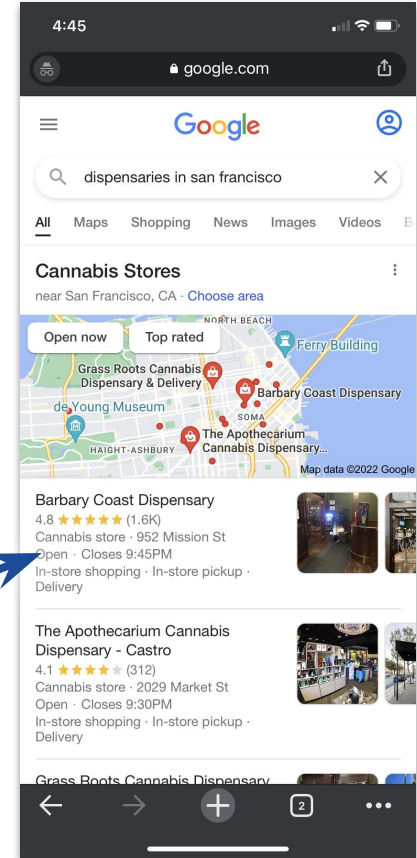 4:45
google.com
Google
dispensaries in san francisco
All Maps Shopping News Images Videos B
Cannabis Stores
near San Francisco, CA · Choose area
NORTH BEACH
Open now Top rated
Ferry Building
Grass Roots Cannabis
Dispensary & Delivery
Barbary Coast Dispensary
de Young Museum
SOMA
The Apothecarium
Cannabis Dispensary...
HAIGHT-ASHBURY
Map data ©2022 Google
Barbary Coast Dispensary
4.8 ★★★★★ (1.6K)
Cannabis store · 952 Mission St
Open · Closes 9:45PM
In-store shopping · In-store pickup ·
Delivery
The Apothecarium Cannabis
Dispensary - Castro
4.1 ★★★★★ (312)
Cannabis store · 2029 Market St
Open · Closes 9:30PM
In-store shopping · In-store pickup ·
Delivery
Grass Roots Cannabis Dispensary
2